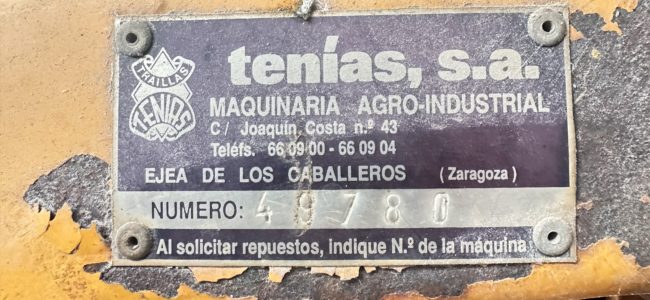 TRAILLAS
TENIAS
tenías, s.a.
MAQUINARIA AGRO-INDUSTRIAL
C/ Joaquín Costa n.º 43
Teléfs. 66 09 00 - 66 09 04
EJEA DE LOS CABALLEROS (Zaragoza)
NUMERO: 48780
Al solicitar repuestos, indique N.º de la máquina